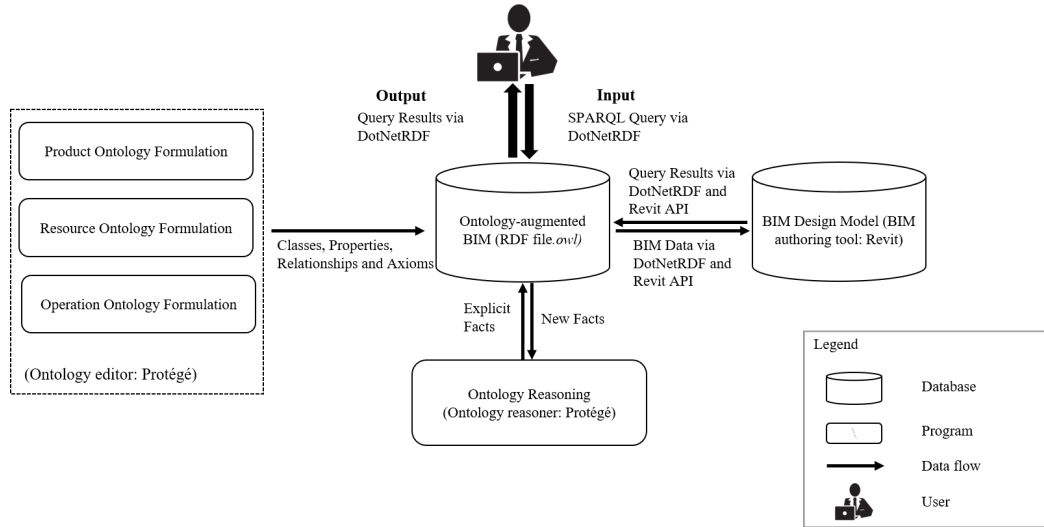 Output
Query Results via
DotNetRDF
Input
SPARQL Query via
DotNetRDF
Product Ontology Formulation
Resource Ontology Formulation
Operation Ontology Formulation
(Ontology editor: Protégé)
Classes, Properties,
Relationships and Axioms
Ontology-augmented
BIM (RDF file.owl)
Query Results via
DotNetRDF and
Revit API
BIM Data via
DotNetRDF and
Revit API
BIM Design Model (BIM
authoring tool: Revit)
Explicit
Facts
New Facts
Ontology Reasoning
(Ontology reasoner: Protégé)
Legend
Database
Program
Data flow
User